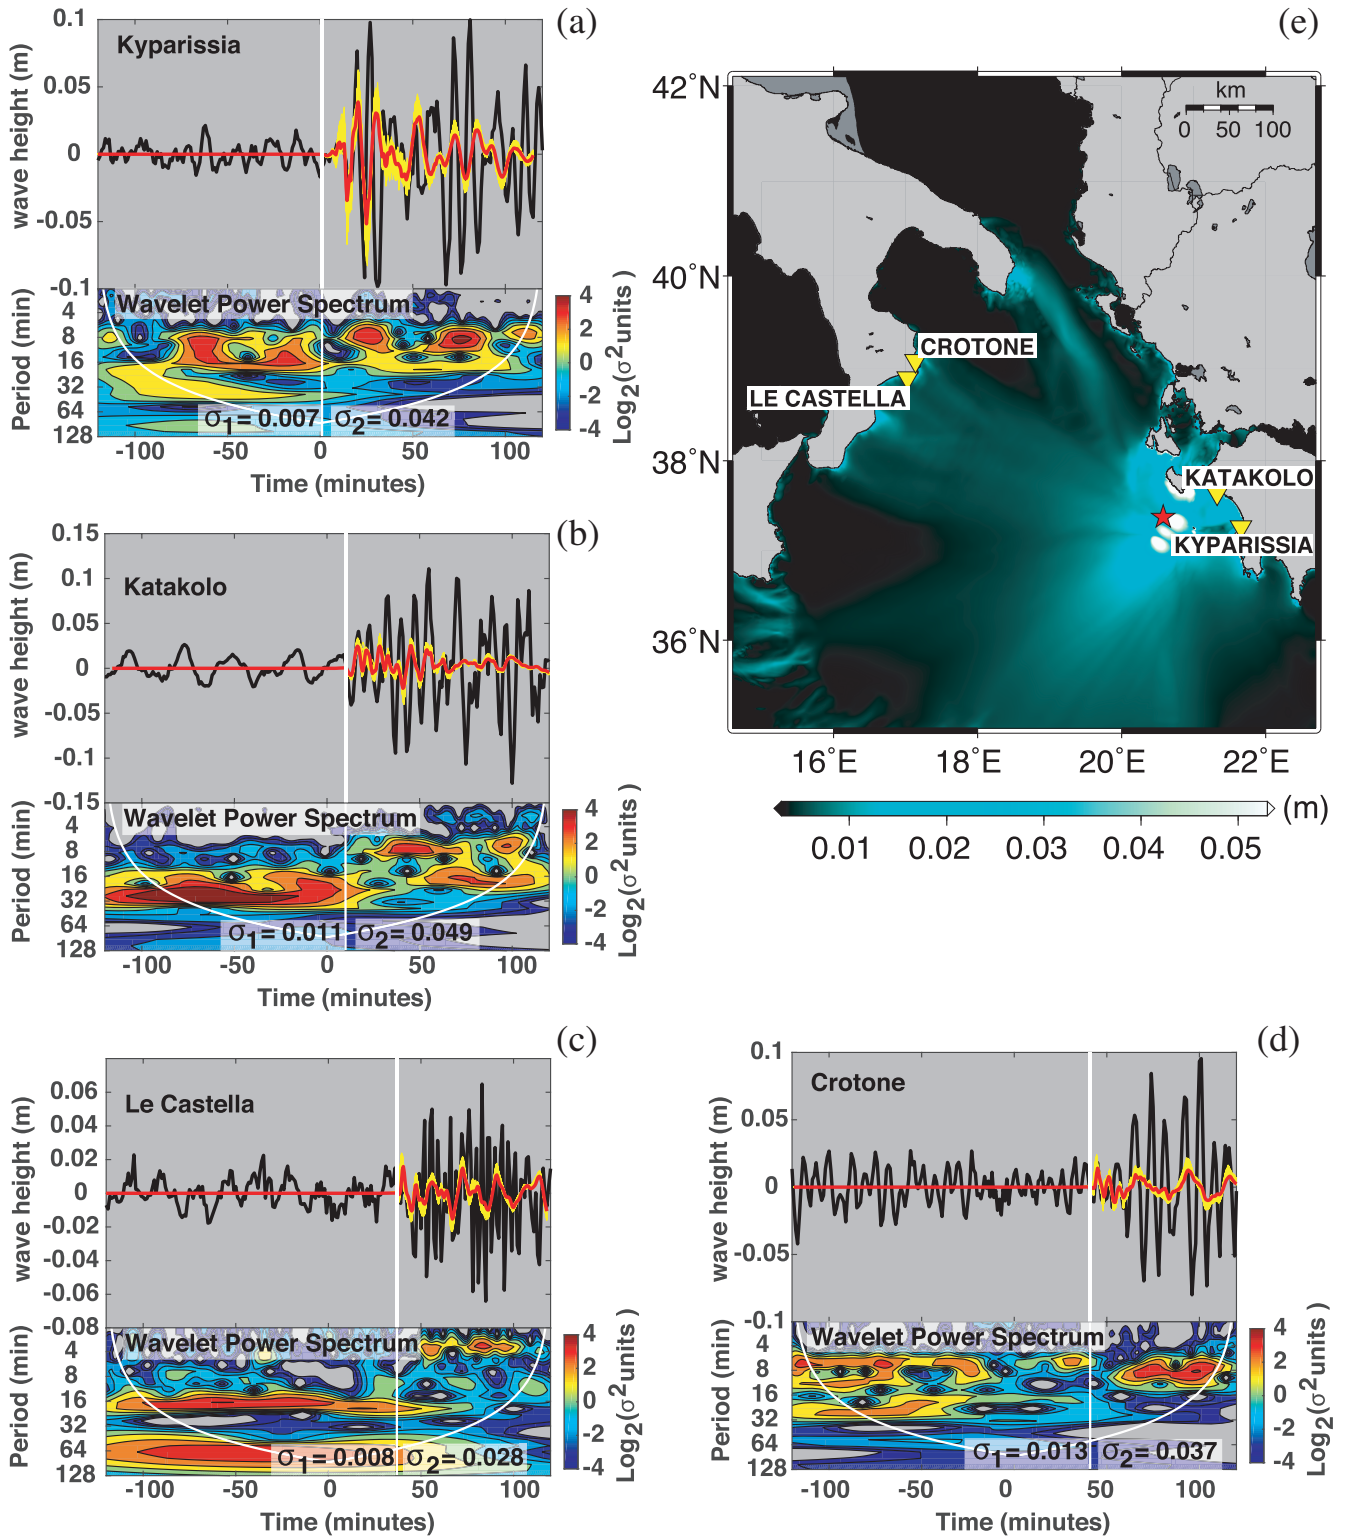 (a)
Kyparissia
wave height (m)
0.1
0.05
0
-0.05
-0.1
Wavelet Power Spectrum
Period (min)
4
8
16
32
64
128
σ1= 0.007
σ2= 0.042
-100 -50 0 50 100
Time (minutes)
4
2
0
-2
-4
Log2(σ2units )
(b)
Katakolo
wave height (m)
0.15
0.1
0.05
0
-0.05
-0.1
-0.15
Wavelet Power Spectrum
Period (min)
4
8
16
32
64
128
σ1= 0.011
σ2= 0.049
-100 -50 0 50 100
Time (minutes)
4
2
0
-2
-4
Log2(σ2units )
(c)
Le Castella
wave height (m)
0.06
0.04
0.02
0
-0.02
-0.04
-0.06
-0.08
Wavelet Power Spectrum
Period (min)
4
8
16
32
64
128
σ1= 0.008
σ2= 0.028
-100 -50 0 50 100
Time (minutes)
4
2
0
-2
-4
Log2(σ2units )
(d)
Crotone
wave height (m)
0.1
0.05
0
-0.05
-0.1
Wavelet Power Spectrum
Period (min)
4
8
16
32
64
128
σ1= 0.013
σ2= 0.037
-100 -50 0 50 100
Time (minutes)
4
2
0
-2
-4
Log2(σ2units )
(e)
42°N
40°N
38°N
36°N
km
0 50 100
CROTONE
LE CASTELLA
KATAKOLO
KYPARISSIA
16°E 18°E 20°E 22°E
(m)
0.01 0.02 0.03 0.04 0.05